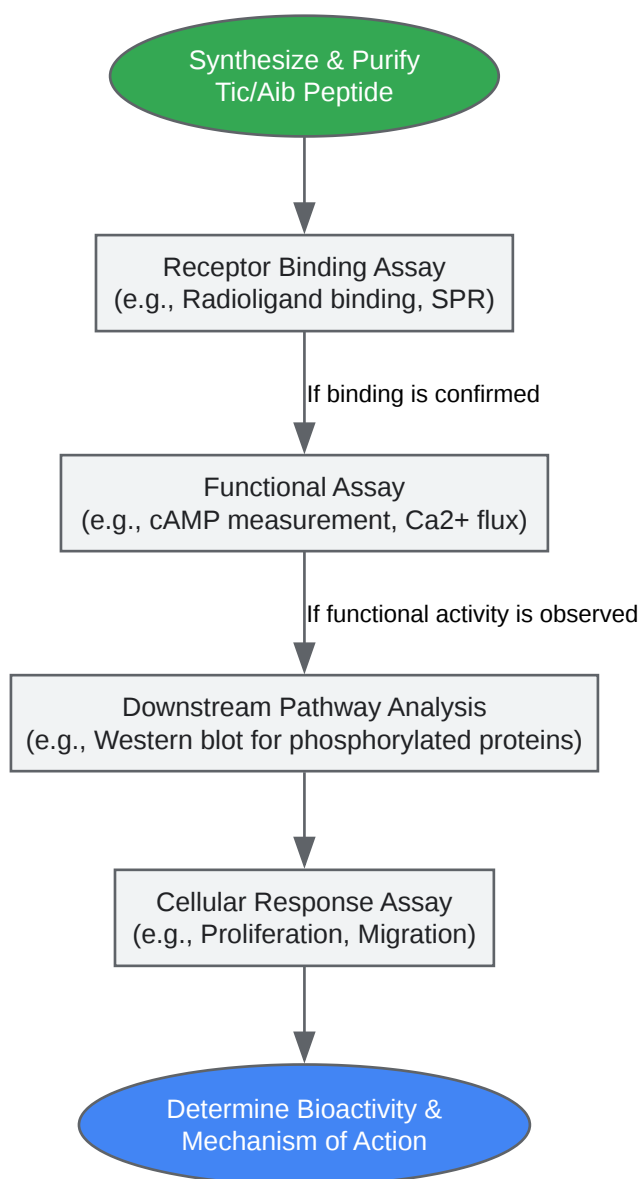 Synthesize & Purify
Tic/Aib Peptide
Receptor Binding Assay
(e.g., Radioligand binding, SPR)
If binding is confirmed
Functional Assay
(e.g., cAMP measurement, Ca2+ flux)
If functional activity is observed
Downstream Pathway Analysis
(e.g., Western blot for phosphorylated proteins)
Cellular Response Assay
(e.g., Proliferation, Migration)
Determine Bioactivity &
Mechanism of Action